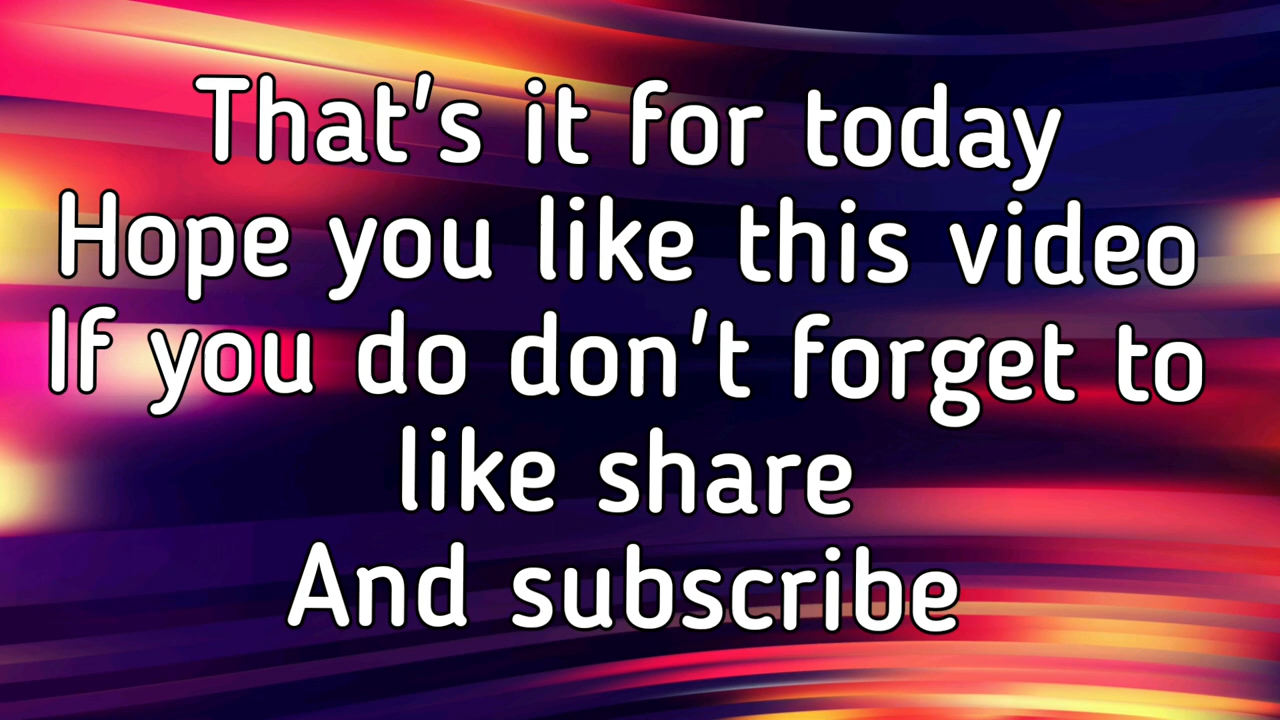 That's it for today
Hope you like this video
If you do don't forget to
like share
And subscribe